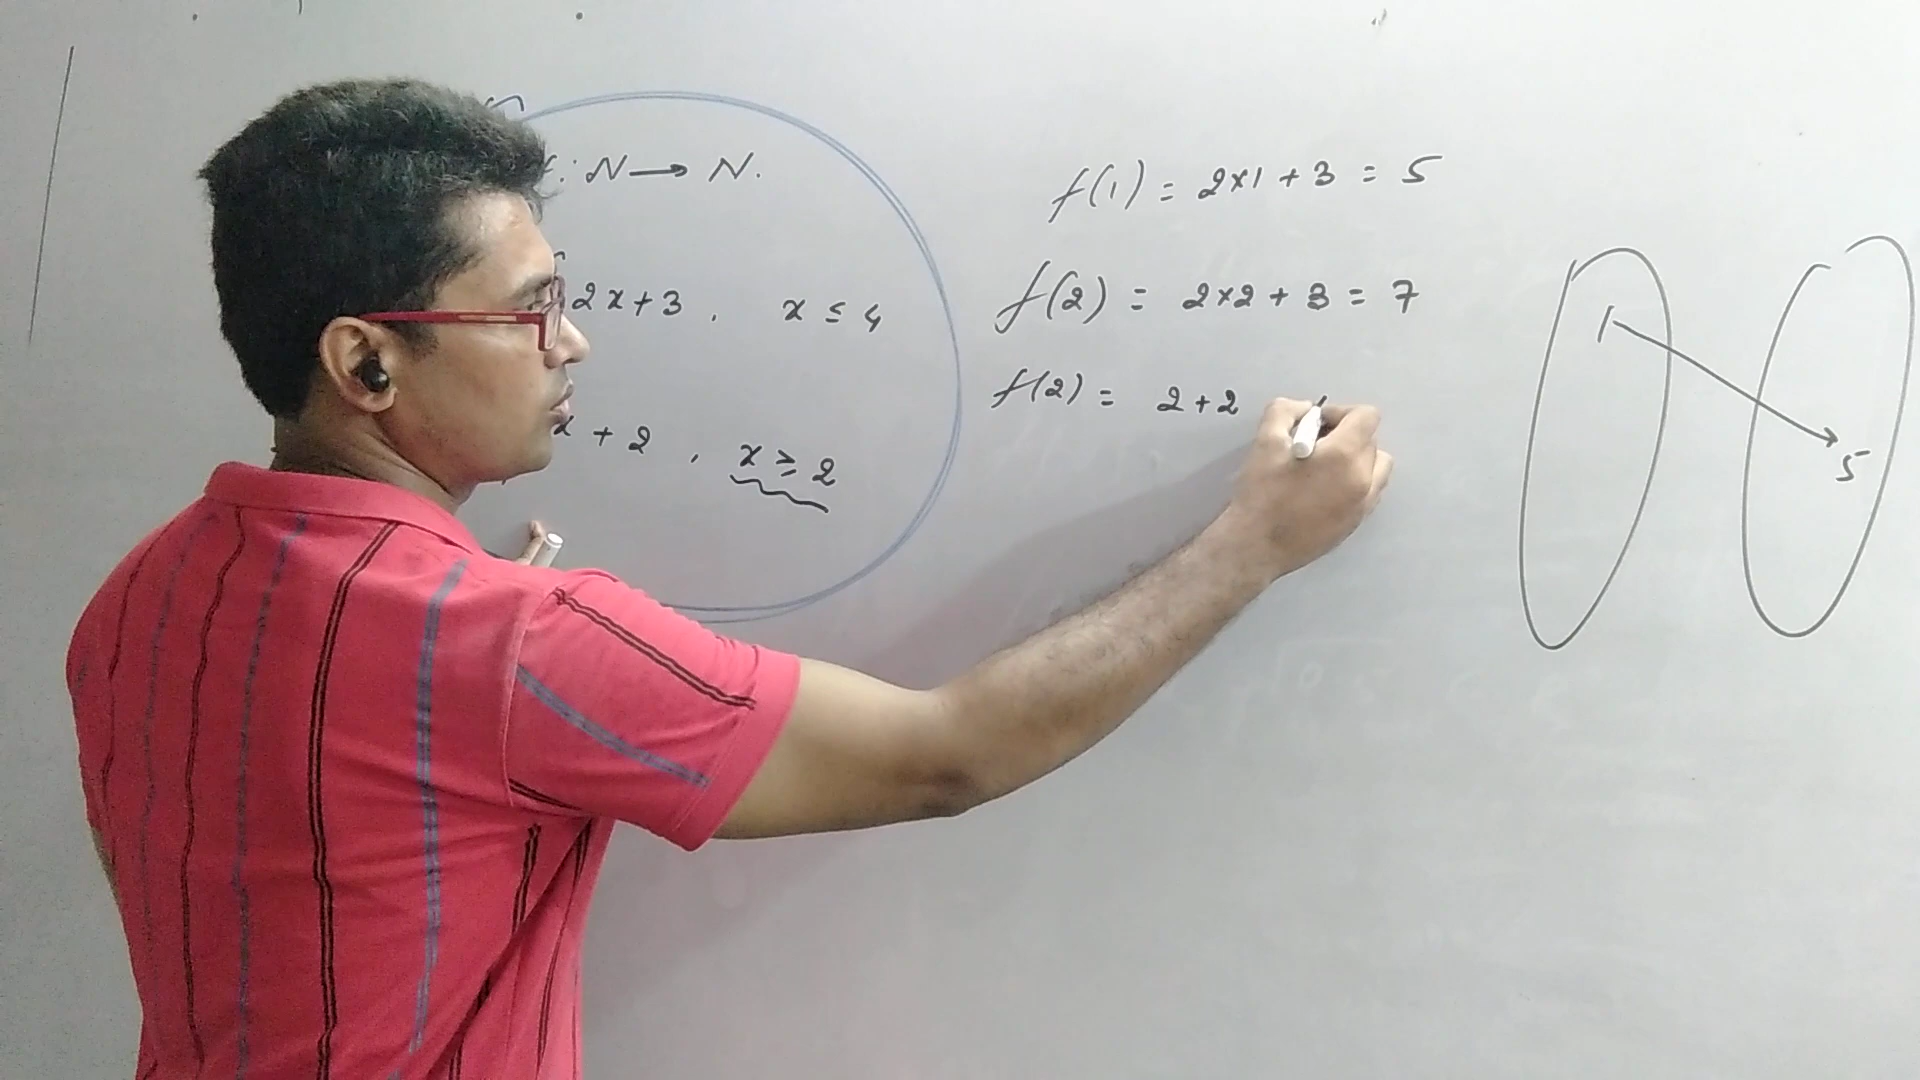 f: N → N.
2x+3, x ≤ 4
x + 2, x ≥ 2
f(1) = 2×1 + 3 = 5
f(2) = 2×2 + 3 = 7
f(2) = 2+2
1
5